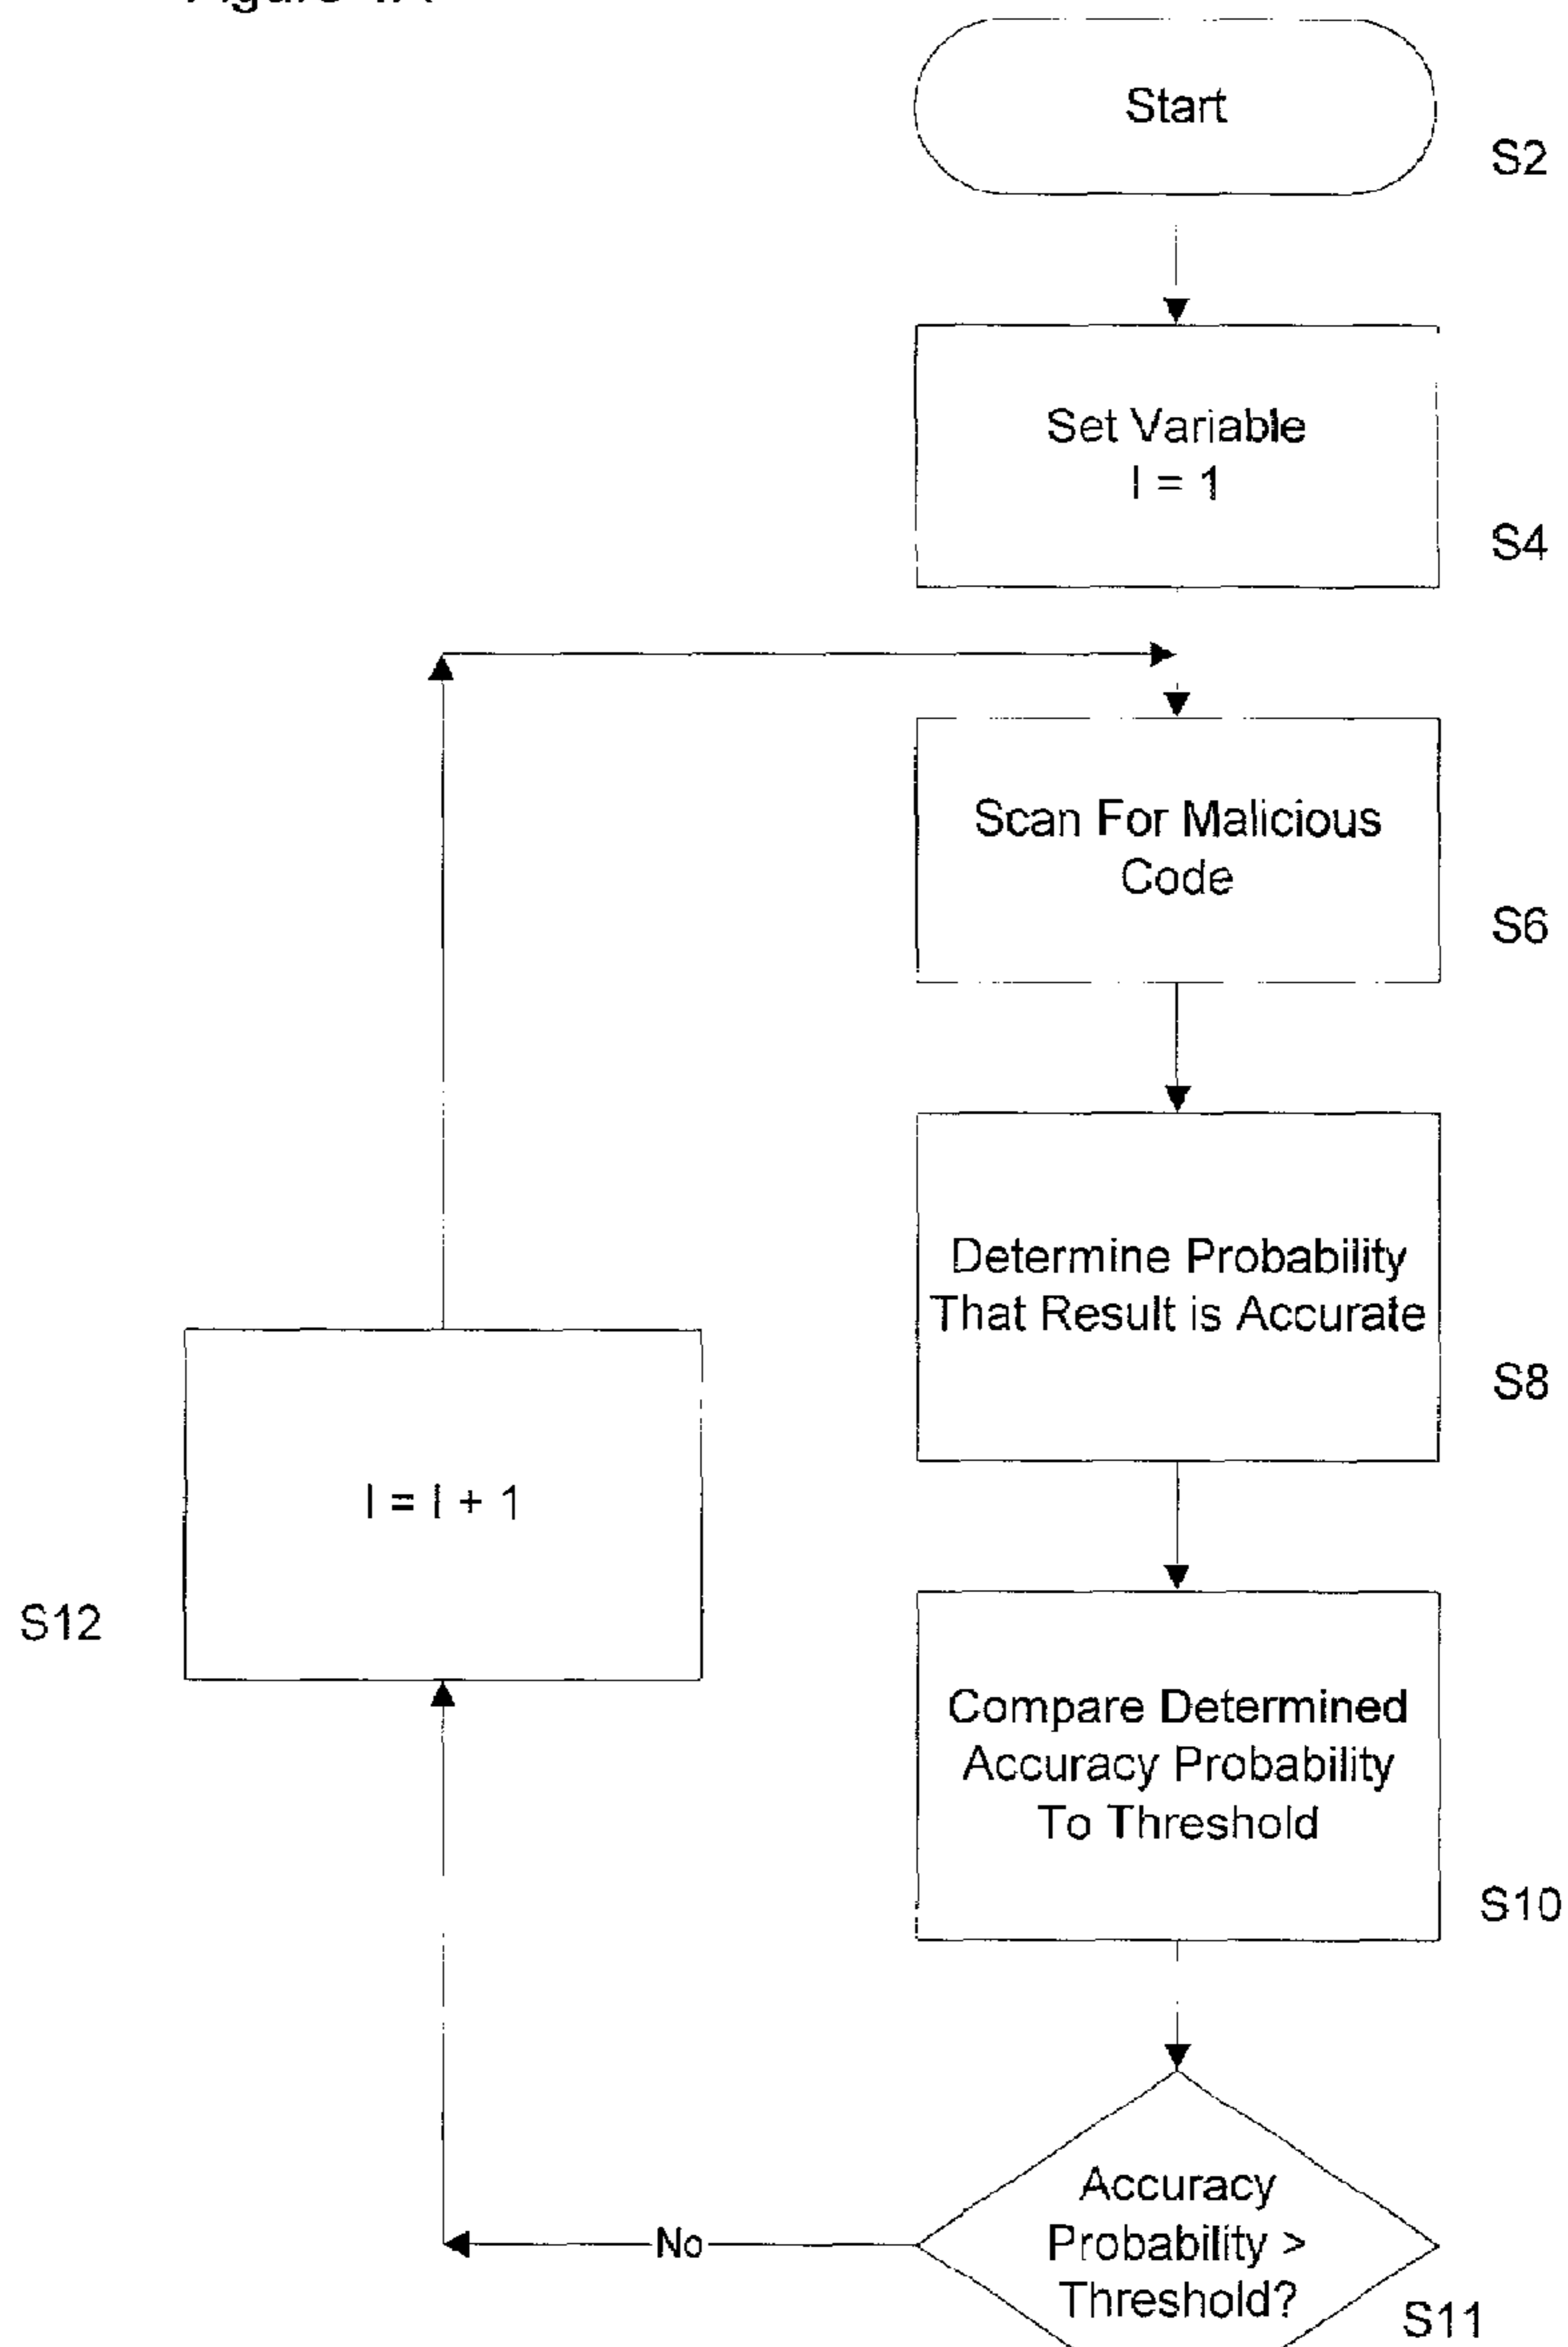 Start
S2
Set Variable
I = 1
S4
Scan For Malicious
Code
S6
Determine Probability
That Result is Accurate
S8
I = I + 1
S12
Compare Determined
Accuracy Probability
To Threshold
S10
No
Accuracy
Probability >
Threshold?
S11